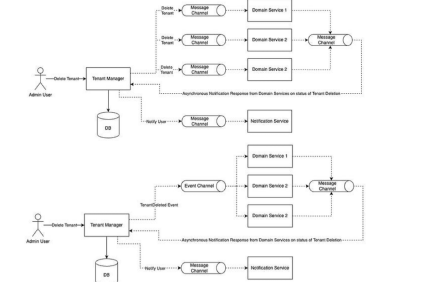 Delete
Tenant
Message
Channel
Domain Service 1
Delete
Tenant
Message
Channel
Domain Service 2
Message
Channel
Delete
Tenant
Message
Channel
Domain Service 3
Delete Tenant
Tenant Manager
Admin User
Asynchronous Notification Response from Domain Services on status of Tenant Deletion
DB
Notify User
Message
Channel
Notification Service
Domain Service 1
Event Channel
Domain Service 2
Message
Channel
TenantDeleted Event
Domain Service 3
Delete Tenant
Tenant Manager
Admin User
Asynchronous Notification Response from Domain Services on status of Tenant Deletion
DB
Notify User
Message
Channel
Notification Service